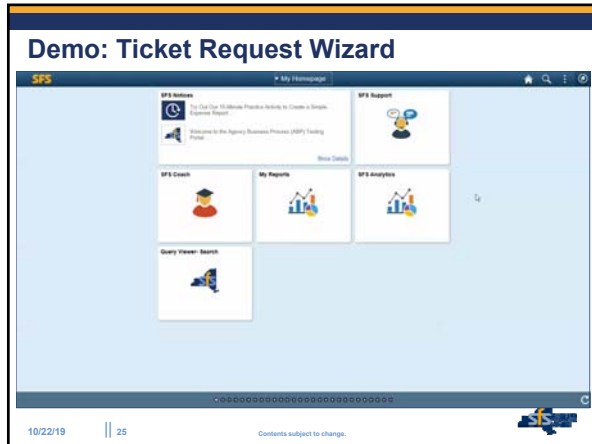 Demo: Ticket Request Wizard
SFS
My Homepage
SFS Notices
Try Out Our 10-Minute Practice Activity to Create a Simple
Expense Report
Welcome to the Agency Business Process (ABP) Testing
Portal
Show Details
SFS Support
SFS Coach
My Reports
SFS Analytics
Query Viewer- Search
10/22/19
25
Contents subject to change.
sfs